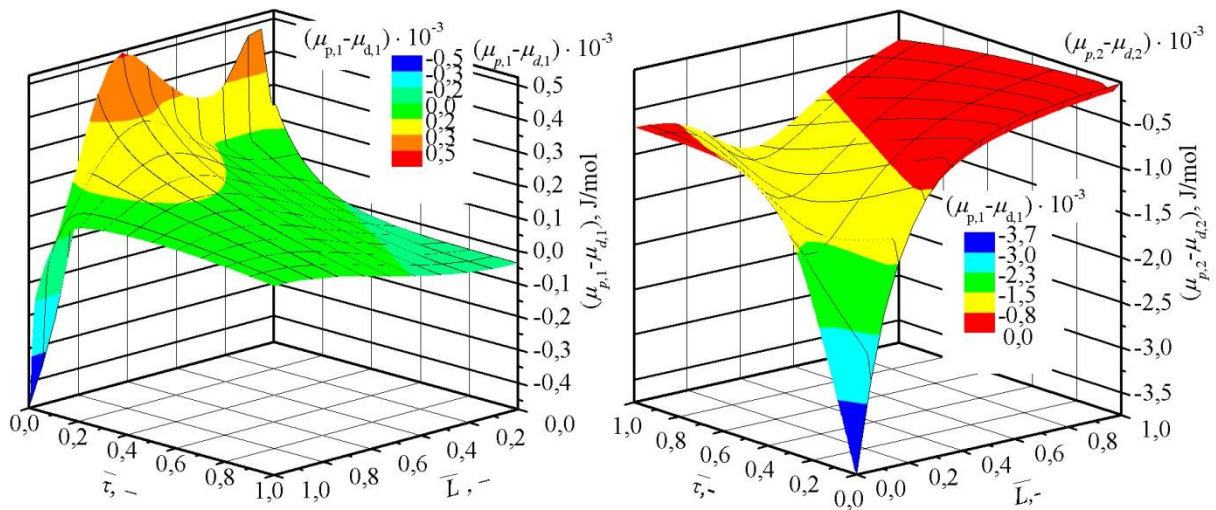 (μp,1-μd,1) · 10-3
-0,5
-0,3
-0,2
0,0
0,2
0,3
0,5
(μp,1-μd,1) · 10-3
0,5
0,4
0,3
0,2
0,1
0,0
-0,1
-0,2
-0,3
-0,4
(μp,1-μd,1), J/mol
0,0 0,2 0,4 0,6 0,8 1,0
τ, –
1,0 0,8 0,6 0,4 0,2 0,0
L, –
(μp,2-μd,2) · 10-3
-0,5
-1,0
-1,5
-2,0
-2,5
-3,0
-3,5
(μp,2-μd,2), J/mol
(μp,1-μd,1) · 10-3
-3,7
-3,0
-2,3
-1,5
-0,8
0,0
1,0 0,8 0,6 0,4 0,2 0,0
τ,-
0,0 0,2 0,4 0,6 0,8 1,0
L,-